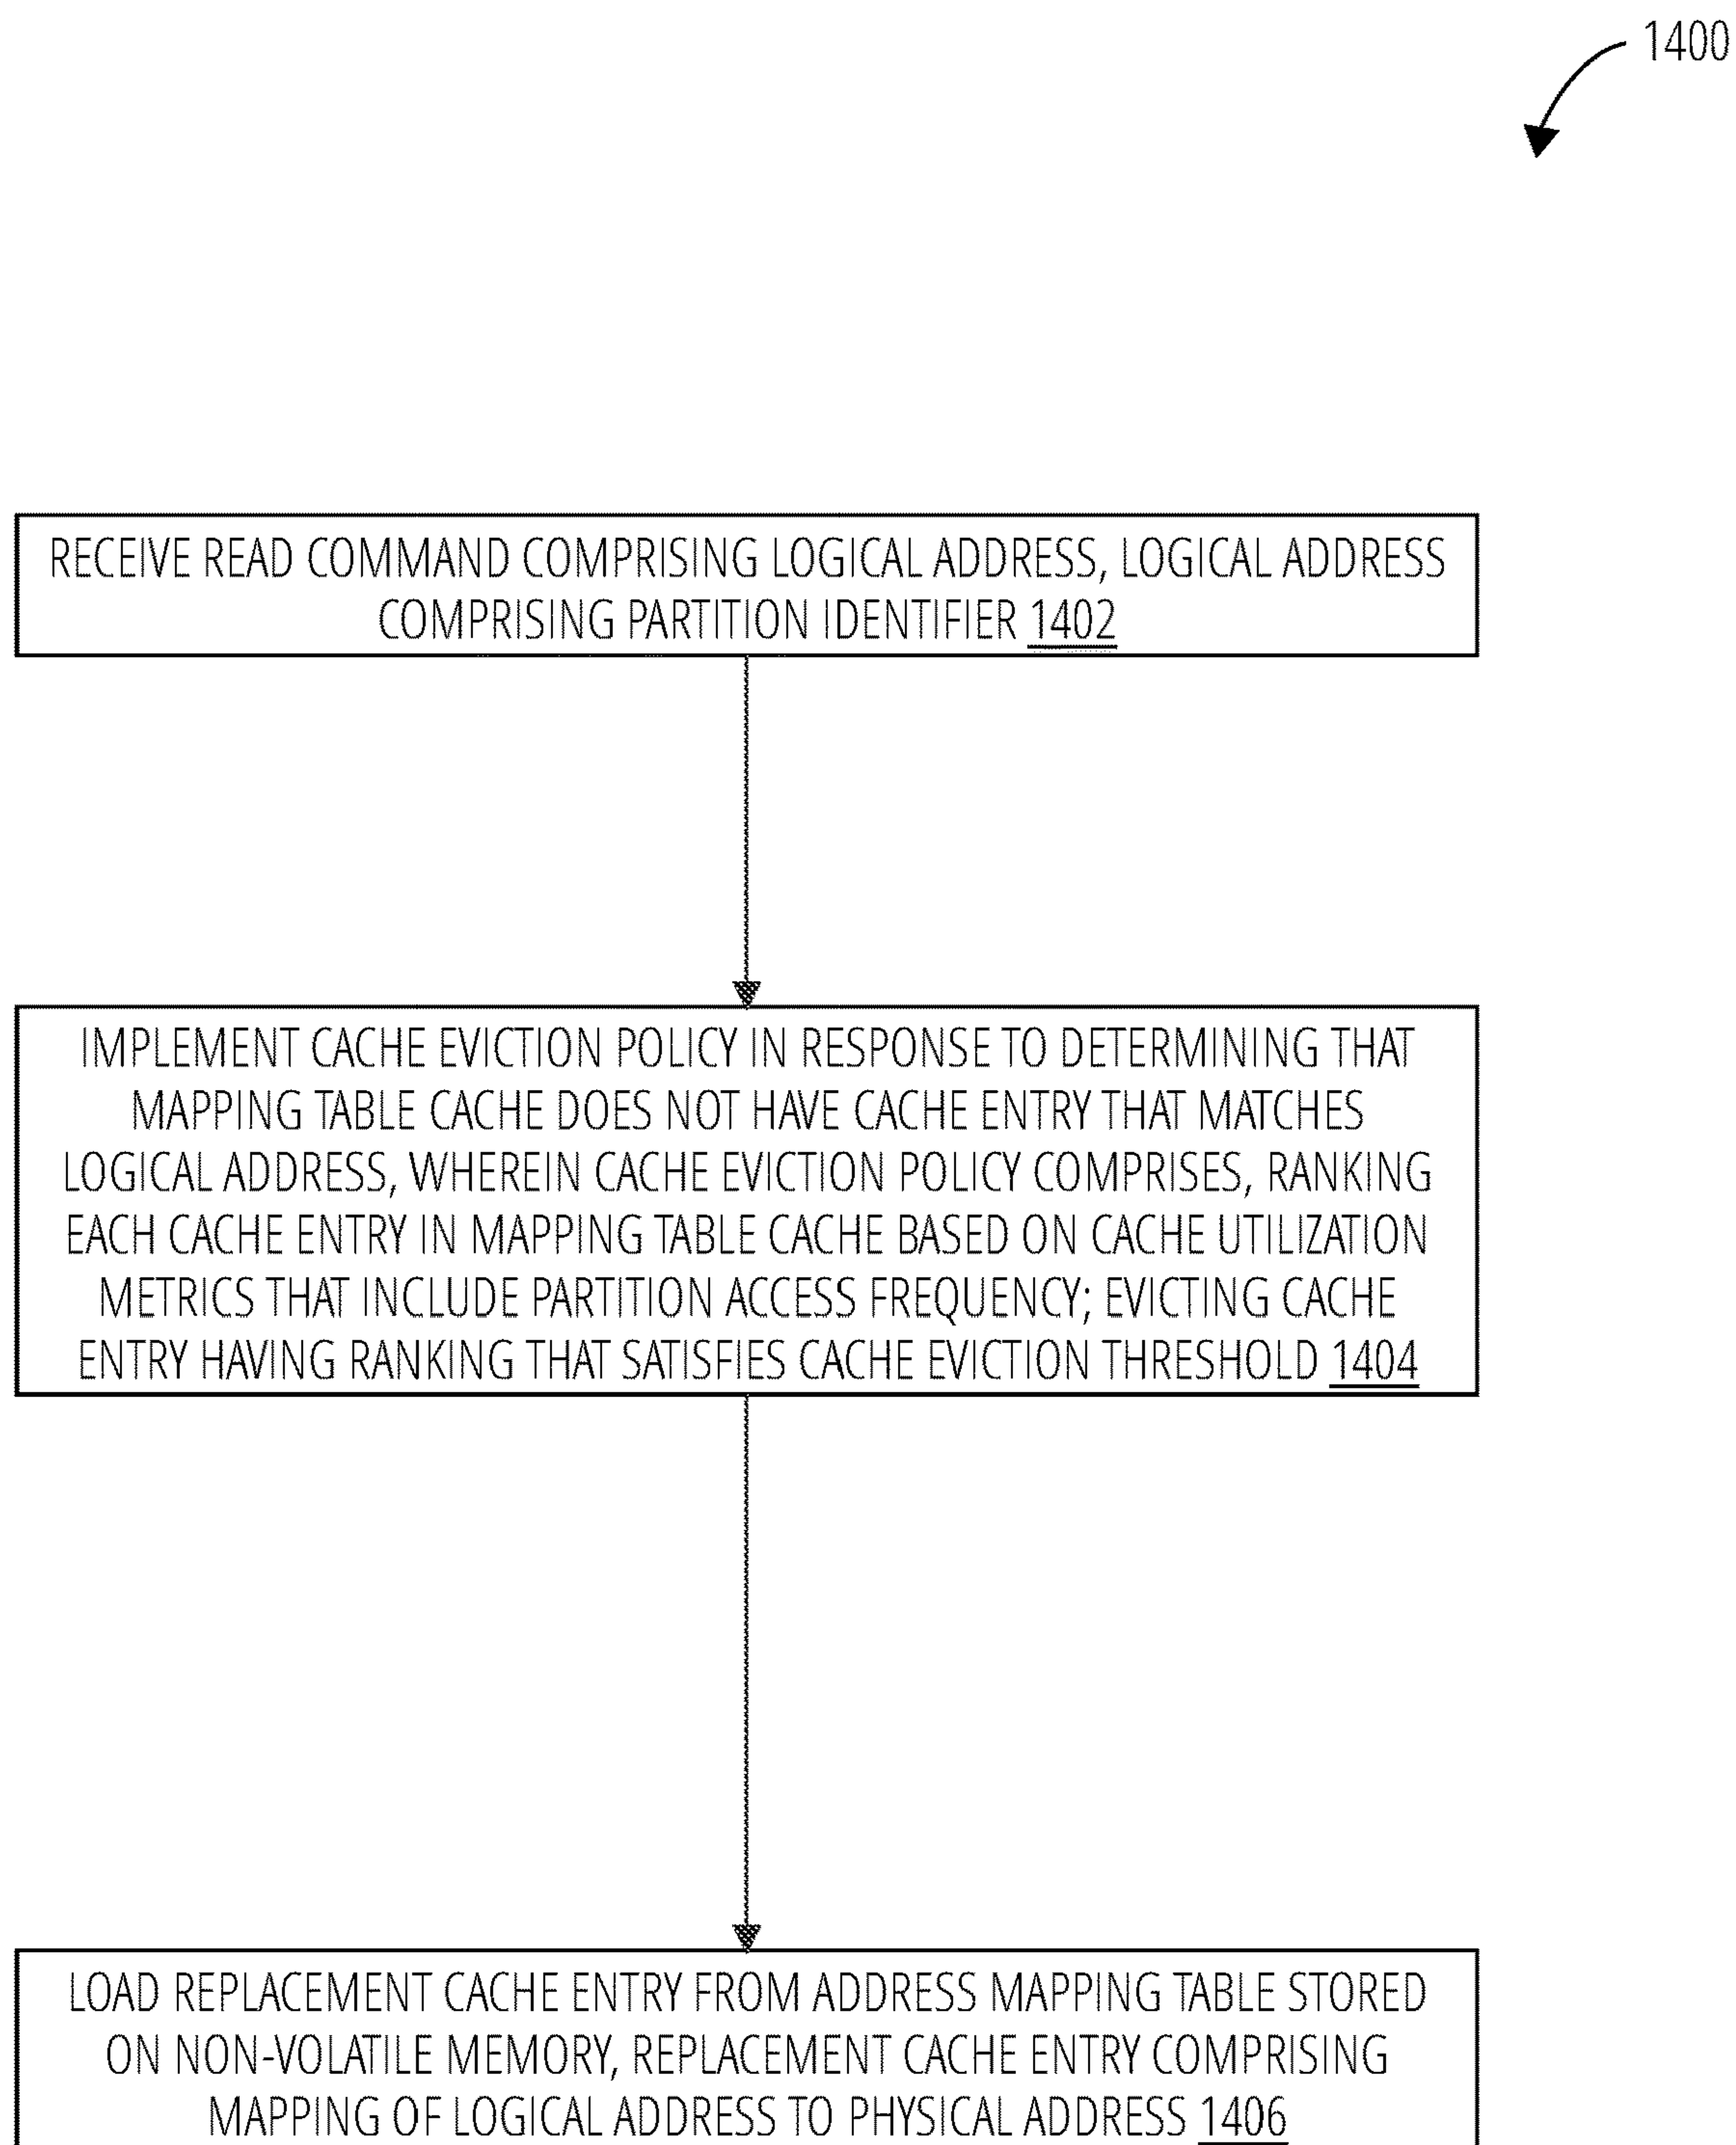 1400
RECEIVE READ COMMAND COMPRISING LOGICAL ADDRESS, LOGICAL ADDRESS
COMPRISING PARTITION IDENTIFIER 1402
IMPLEMENT CACHE EVICTION POLICY IN RESPONSE TO DETERMINING THAT
MAPPING TABLE CACHE DOES NOT HAVE CACHE ENTRY THAT MATCHES
LOGICAL ADDRESS, WHEREIN CACHE EVICTION POLICY COMPRISES, RANKING
EACH CACHE ENTRY IN MAPPING TABLE CACHE BASED ON CACHE UTILIZATION
METRICS THAT INCLUDE PARTITION ACCESS FREQUENCY; EVICTING CACHE
ENTRY HAVING RANKING THAT SATISFIES CACHE EVICTION THRESHOLD 1404
LOAD REPLACEMENT CACHE ENTRY FROM ADDRESS MAPPING TABLE STORED
ON NON-VOLATILE MEMORY, REPLACEMENT CACHE ENTRY COMPRISING
MAPPING OF LOGICAL ADDRESS TO PHYSICAL ADDRESS 1406